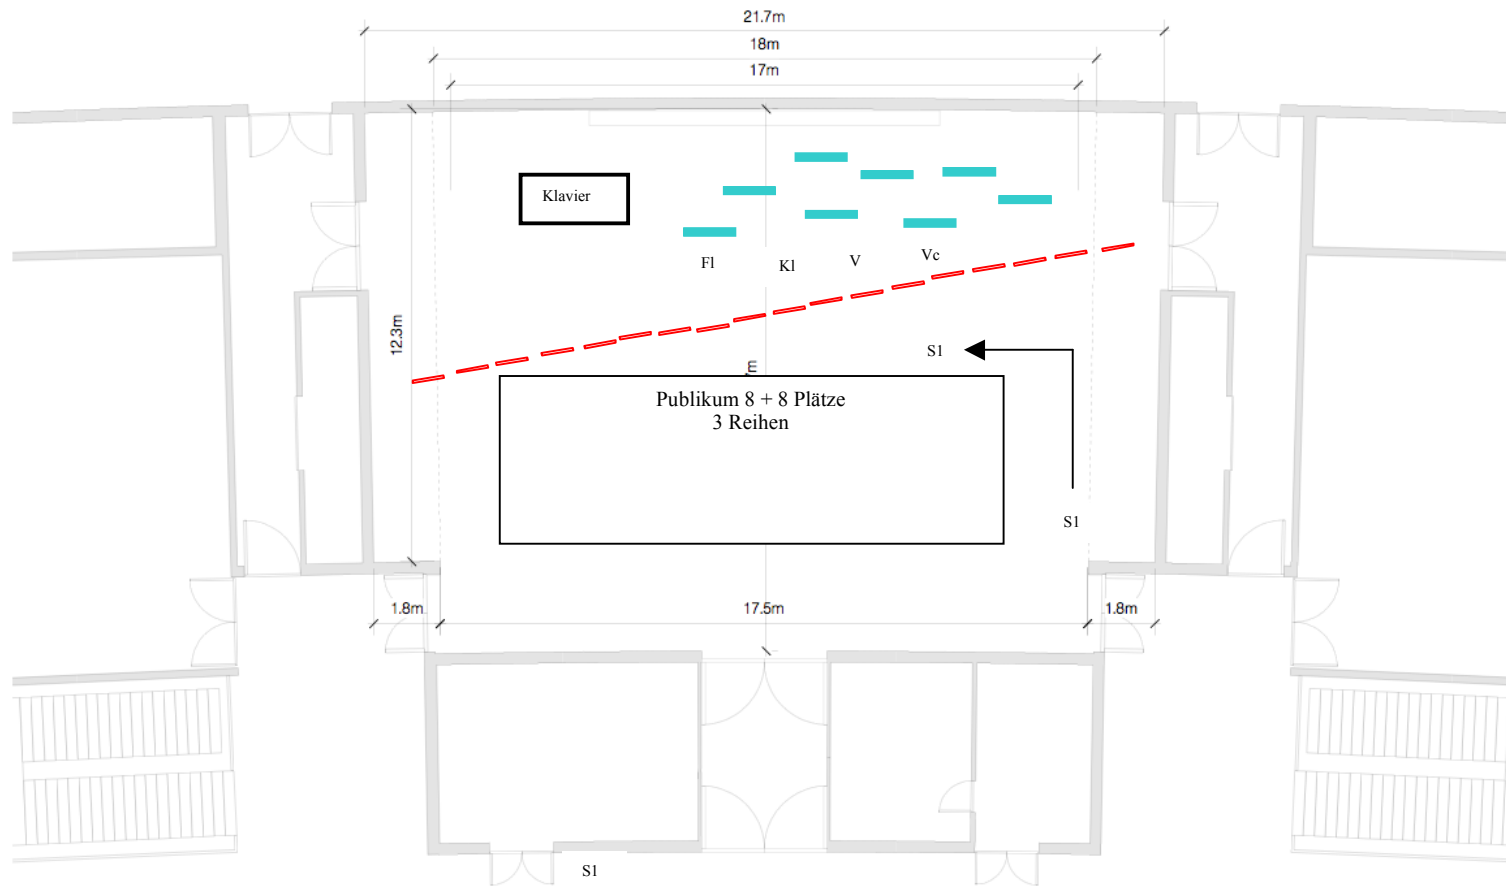 21.7m
18m
17m
Klavier
Fl
Kl
V
Vc
12.3m
S1
m
Publikum 8 + 8 Plätze
3 Reihen
S1
1.8m
17.5m
1.8m
S1